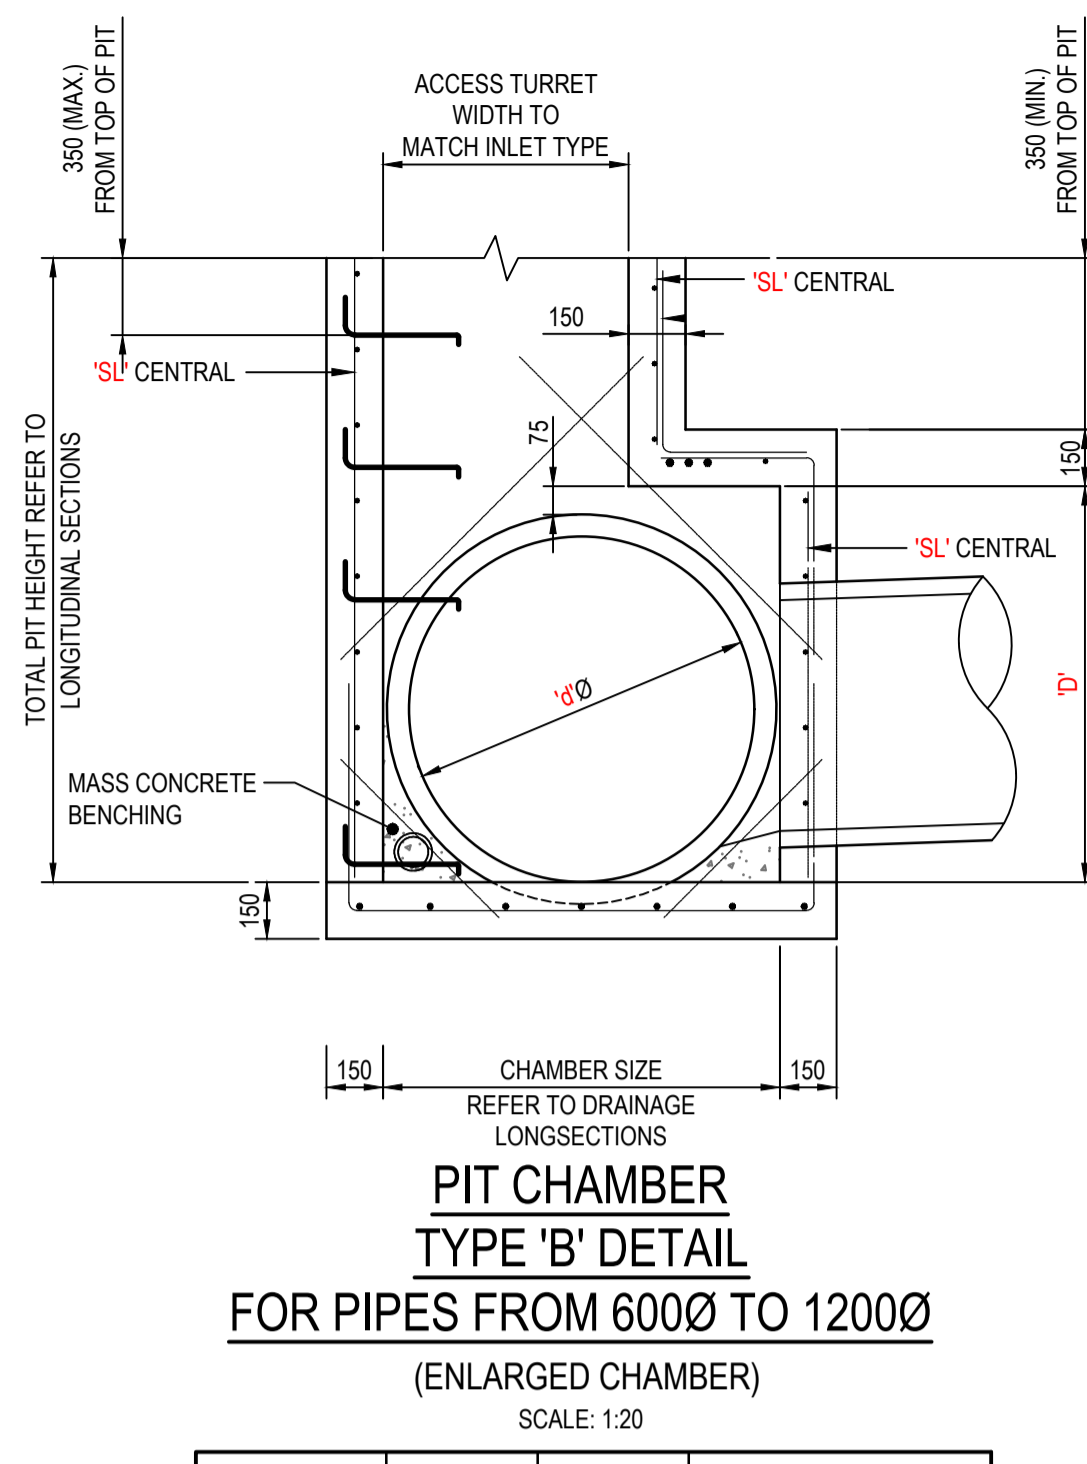 350 (MAX.)
FROM TOP OF PIT
ACCESS TURRET
WIDTH TO
MATCH INLET TYPE
350 (MIN.)
FROM TOP OF PIT
'SL' CENTRAL
150
'SL' CENTRAL
75
150
TOTAL PIT HEIGHT REFER TO
LONGITUDINAL SECTIONS
'SL' CENTRAL
'd'Ø
'D'
MASS CONCRETE
BENCHING
150
150
CHAMBER SIZE
150
REFER TO DRAINAGE
LONGSECTIONS
PIT CHAMBER
TYPE 'B' DETAIL
FOR PIPES FROM 600Ø TO 1200Ø
(ENLARGED CHAMBER)
SCALE: 1:20